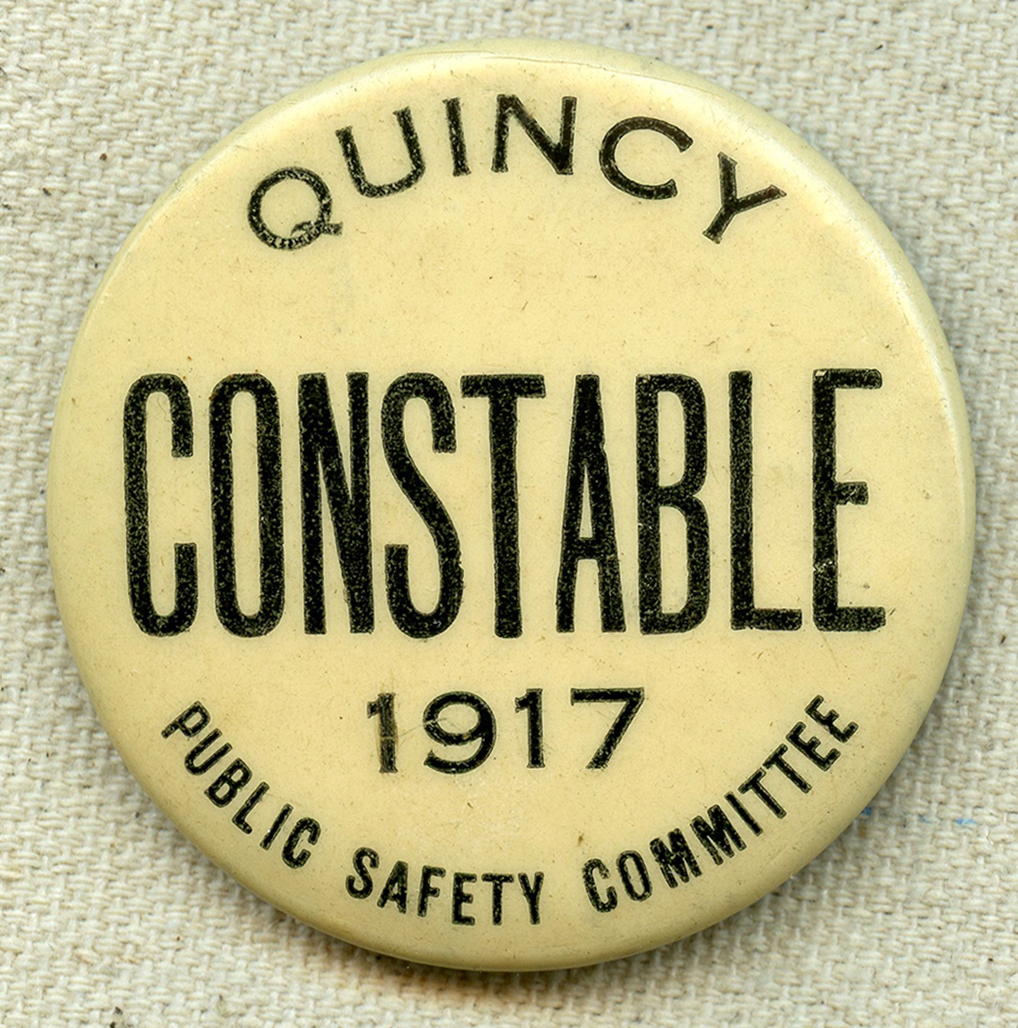 QUINCY
CONSTABLE
1917
PUBLIC SAFETY COMMITTEE